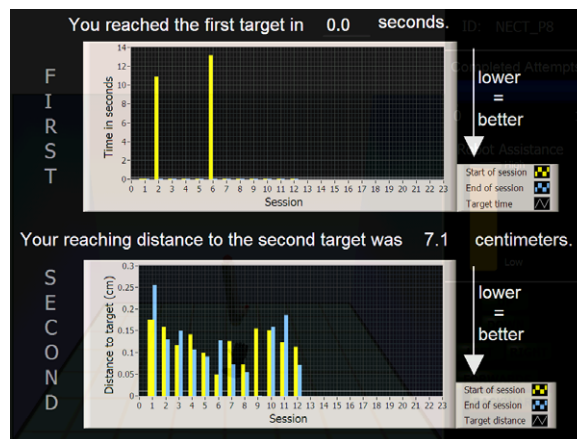 You reached the first target in 0.0 seconds.
ID: NECT_P8
Completed Attempts
FIRST
Time in seconds
14
12
10
8
6
4
2
0
0 1 2 3 4 5 6 7 8 9 10 11 12 13 14 15 16 17 18 19 20 21 22 23
Session
lower
=
better
0
Robot Assistance
Start of session
End of session
Target time
Your reaching distance to the second target was 7.1 centimeters.
Low
SECOND
Distance to target (cm)
0.3
0.25
0.2
0.15
0.1
0.05
0
0 1 2 3 4 5 6 7 8 9 10 11 12 13 14 15 16 17 18 19 20 21 22 23
Session
lower
=
better
Start of session
End of session
Target distance